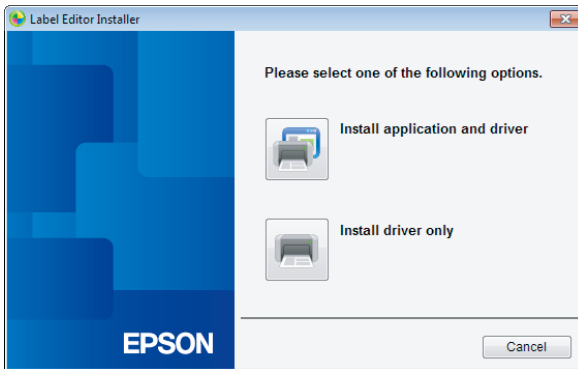 Label Editor Installer
Please select one of the following options.
Install application and driver
Install driver only
EPSON
Cancel